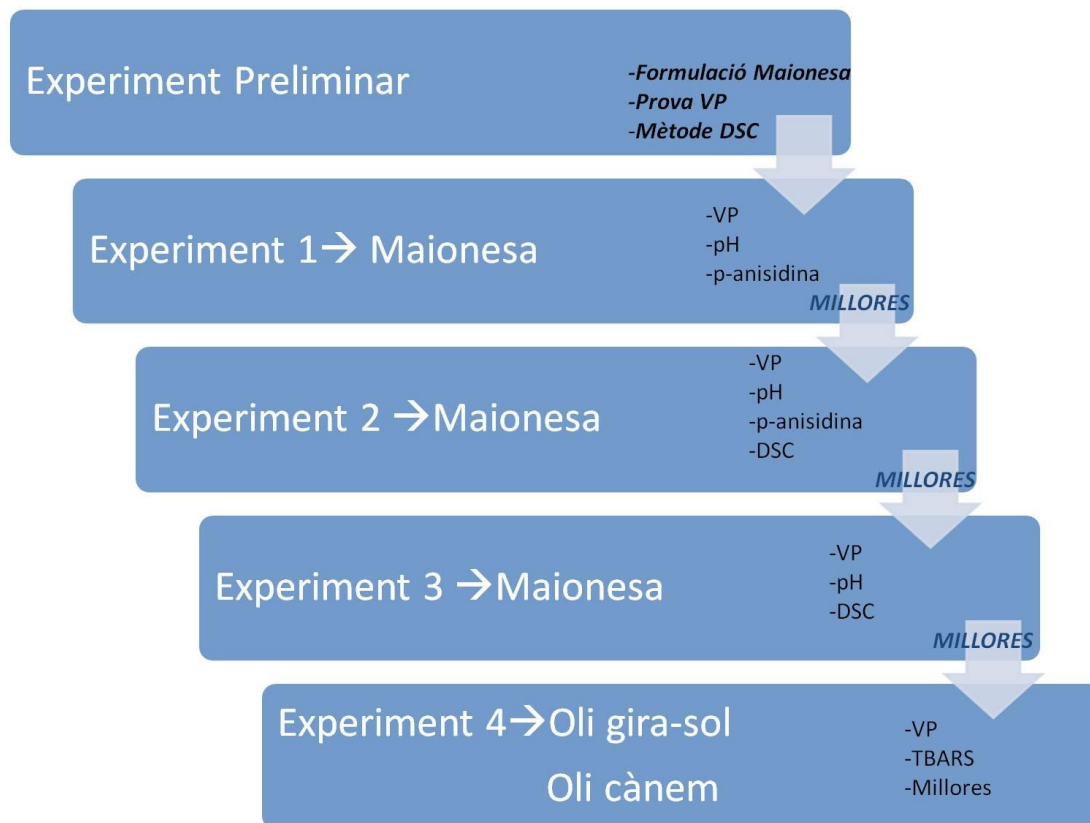 Experiment Preliminar
-Formulació Maionesa
-Prova VP
-Mètode DSC
Experiment 1→ Maionesa
-VP
-pH
-p-anisidina
MILLORES
Experiment 2 →Maionesa
-VP
-pH
-p-anisidina
-DSC
MILLORES
Experiment 3 →Maionesa
-VP
-pH
-DSC
MILLORES
Experiment 4→Oli gira-sol
Oli cànem
-VP
-TBARS
-Millores